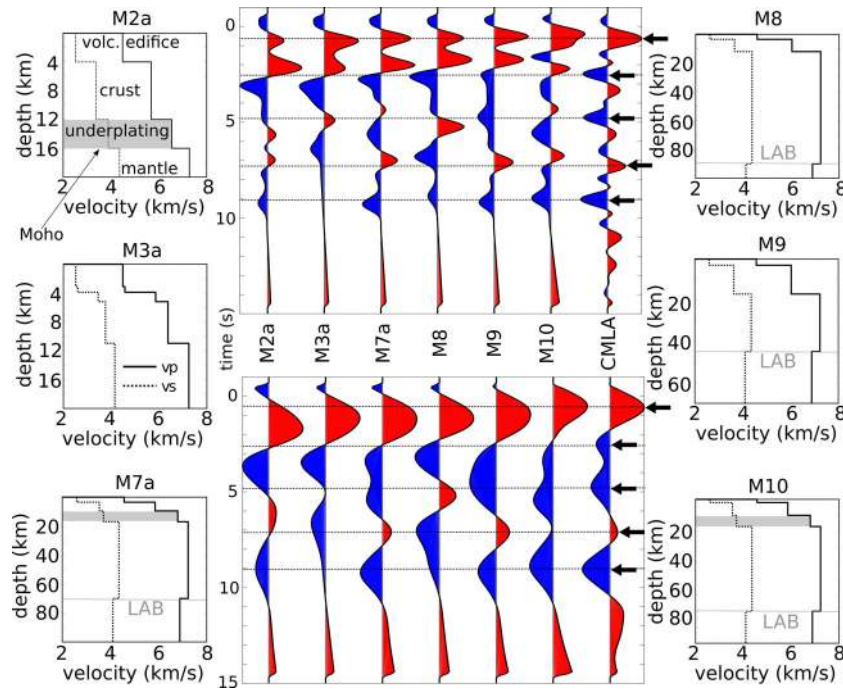 M2a
volc. edifice
crust
underplating
mantle
4
8
12
16
depth (km)
2 4 6 8
velocity (km/s)
Moho
M3a
4
8
12
16
depth (km)
vp
vs
2 4 6 8
velocity (km/s)
M7a
20
40
60
80
depth (km)
LAB
2 4 6 8
velocity (km/s)
0
5
10
time (s)
M2a
M3a
M7a
M8
M9
M10
CMLA
0
5
10
15
M8
20
40
60
80
depth (km)
LAB
2 4 6 8
velocity (km/s)
M9
20
40
60
depth (km)
LAB
2 4 6 8
velocity (km/s)
M10
20
40
60
80
depth (km)
LAB
2 4 6 8
velocity (km/s)